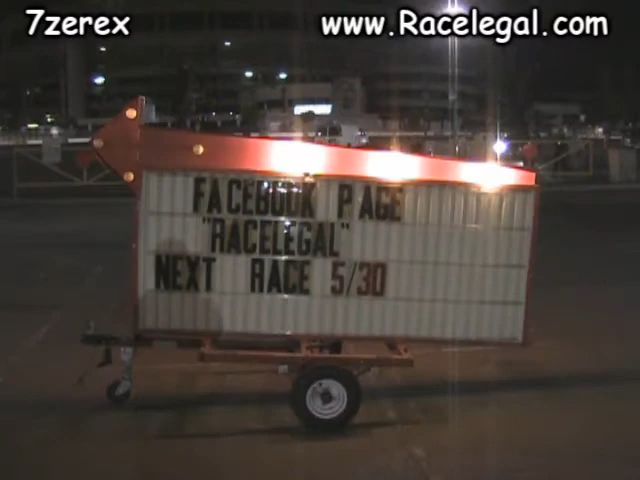 7zerex
www.Racelegal.com
FACEBOOK PAGE
"RACELEGAL"
NEXT RACE 5/30